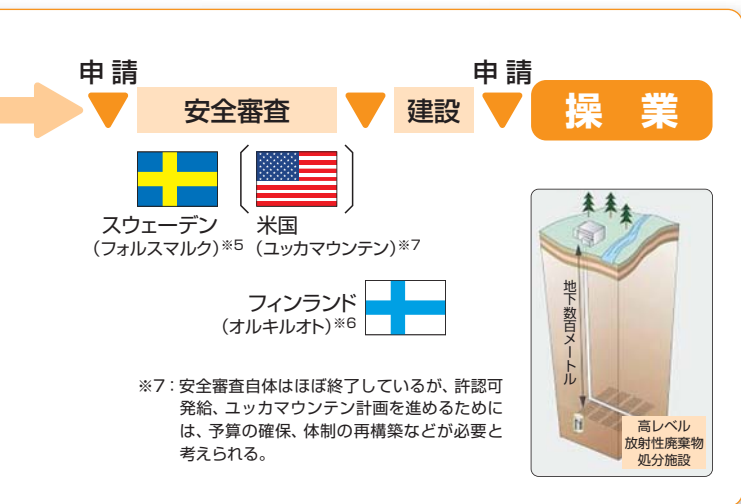 申請
安全審査
建設
申請
操業
スウェーデン
（フォルスマルク）※5
米国
（ユッカマウンテン）※7
フィンランド
（オルキルオト）※6
※7：安全審査自体はほぼ終了しているが、許認可
発給、ユッカマウンテン計画を進めるために
は、予算の確保、体制の再構築などが必要と
考えられる。
地下数百メートル
高レベル
放射性廃棄物
処分施設